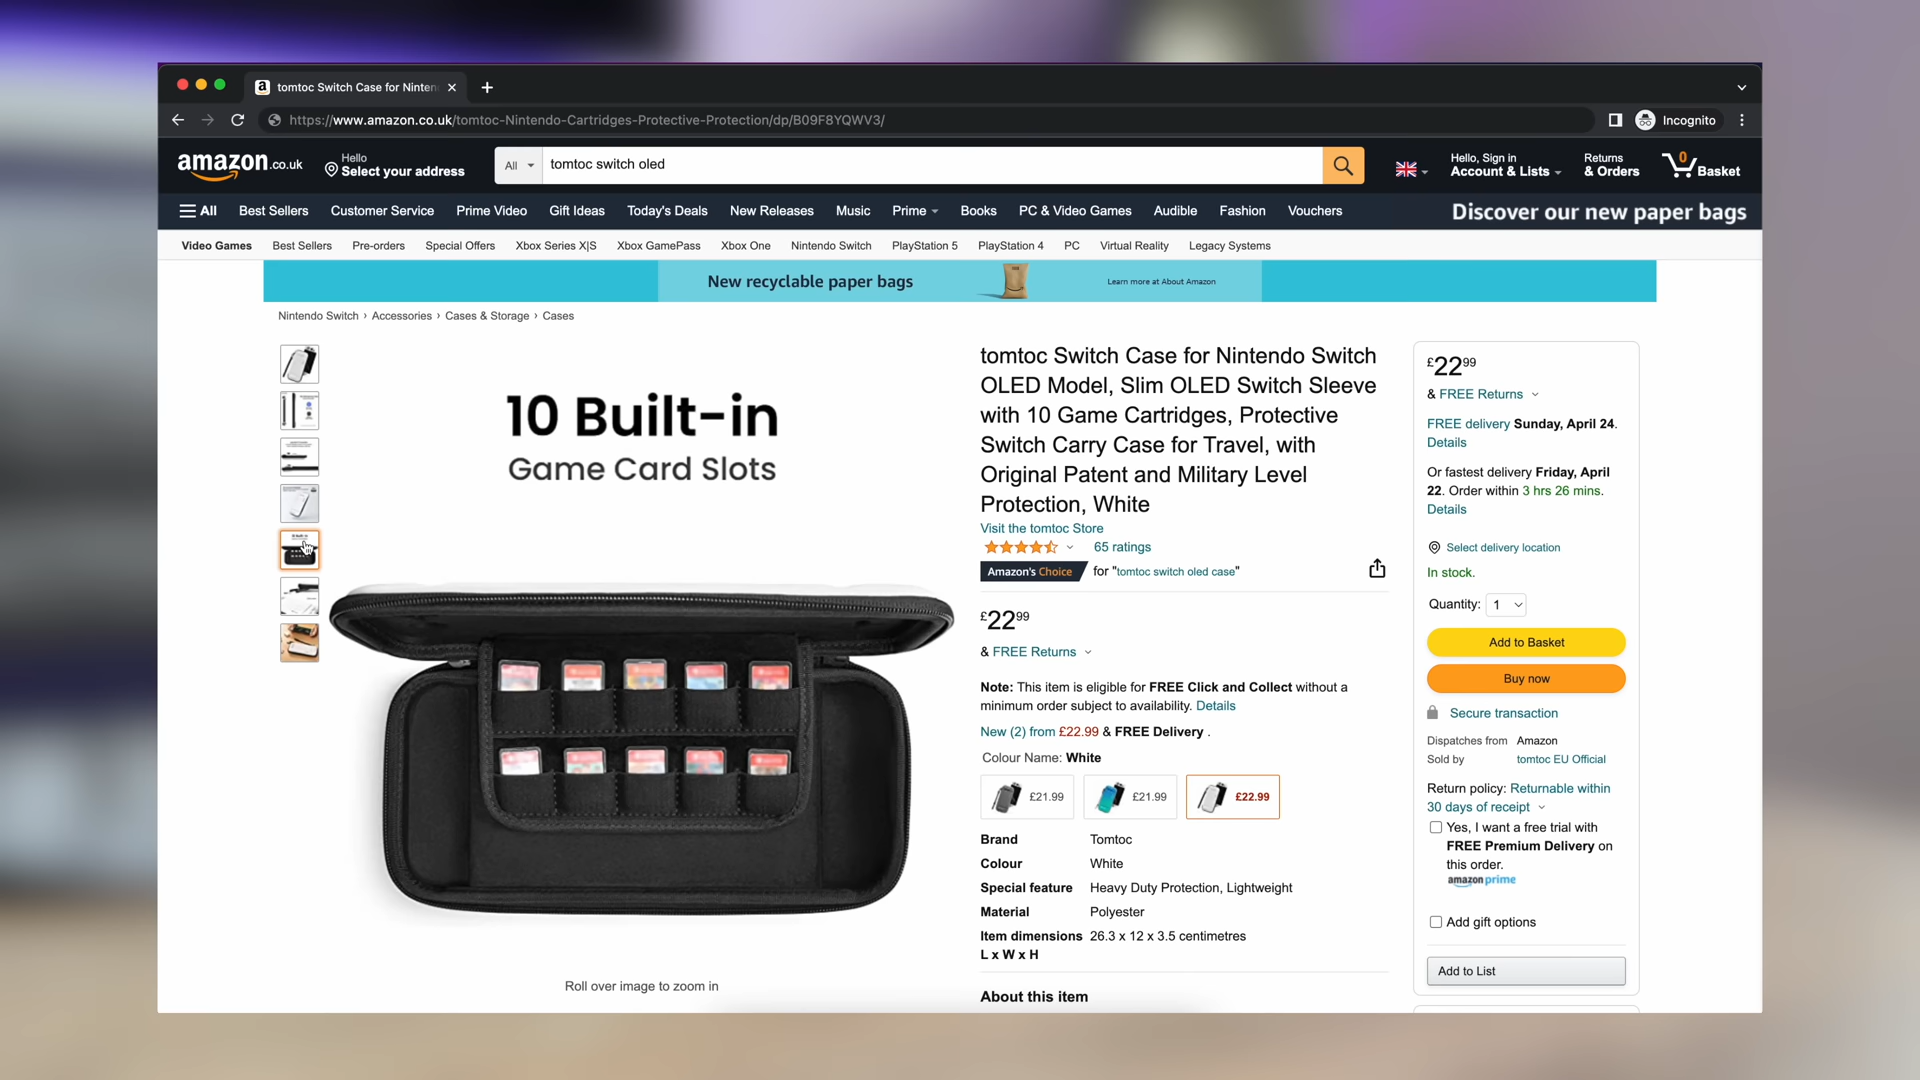 tomtoc Switch Case for Ninten
https://www.amazon.co.uk/tomtoc-Nintendo-Cartridges-Protective-Protection/dp/B09F8YQWV3/
Incognito
amazon.co.uk
Hello
Select your address
All
tomtoc switch oled
Hello, Sign in
Account & Lists
Returns
& Orders
0
Basket
All Best Sellers Customer Service Prime Video Gift Ideas Today's Deals New Releases Music Prime Books PC & Video Games Audible Fashion Vouchers
Discover our new paper bags
Video Games Best Sellers Pre-orders Special Offers Xbox Series X|S Xbox GamePass Xbox One Nintendo Switch PlayStation 5 PlayStation 4 PC Virtual Reality Legacy Systems
New recyclable paper bags
Learn more at About Amazon
Nintendo Switch › Accessories › Cases & Storage › Cases
10 Built-in
Game Card Slots
Roll over image to zoom in
tomtoc Switch Case for Nintendo Switch
OLED Model, Slim OLED Switch Sleeve
with 10 Game Cartridges, Protective
Switch Carry Case for Travel, with
Original Patent and Military Level
Protection, White
Visit the tomtoc Store
65 ratings
Amazon's Choice for "tomtoc switch oled case"
£2299
& FREE Returns
Note: This item is eligible for FREE Click and Collect without a
minimum order subject to availability. Details
New (2) from £22.99 & FREE Delivery .
Colour Name: White
£21.99
£21.99
£22.99
Brand Tomtoc
Colour White
Special feature Heavy Duty Protection, Lightweight
Material Polyester
Item dimensions 26.3 x 12 x 3.5 centimetres
L x W x H
About this item
£2299
& FREE Returns
FREE delivery Sunday, April 24.
Details
Or fastest delivery Friday, April
22. Order within 3 hrs 26 mins.
Details
Select delivery location
In stock.
Quantity: 1
Add to Basket
Buy now
Secure transaction
Dispatches from Amazon
Sold by tomtoc EU Official
Return policy: Returnable within
30 days of receipt
Yes, I want a free trial with
FREE Premium Delivery on
this order.
amazon prime
Add gift options
Add to List